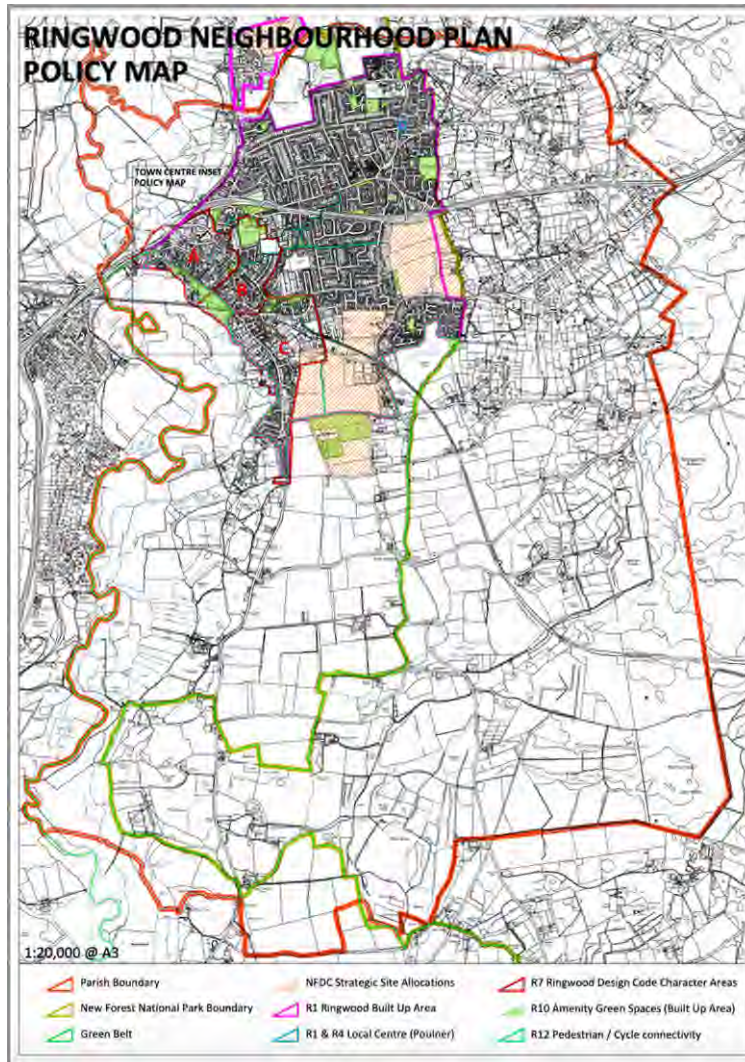 RINGWOOD NEIGHBOURHOOD PLAN
POLICY MAP
TOWN CENTRE INSET
POLICY MAP
A
B
C
1:20,000 @ A3
Parish Boundary
New Forest National Park Boundary
Green Belt
NFDC Strategic Site Allocations
R1 Ringwood Built Up Area
R1 & R4 Local Centre (Poulner)
R7 Ringwood Design Code Character Areas
R10 Amenity Green Spaces (Built Up Area)
R12 Pedestrian / Cycle connectivity